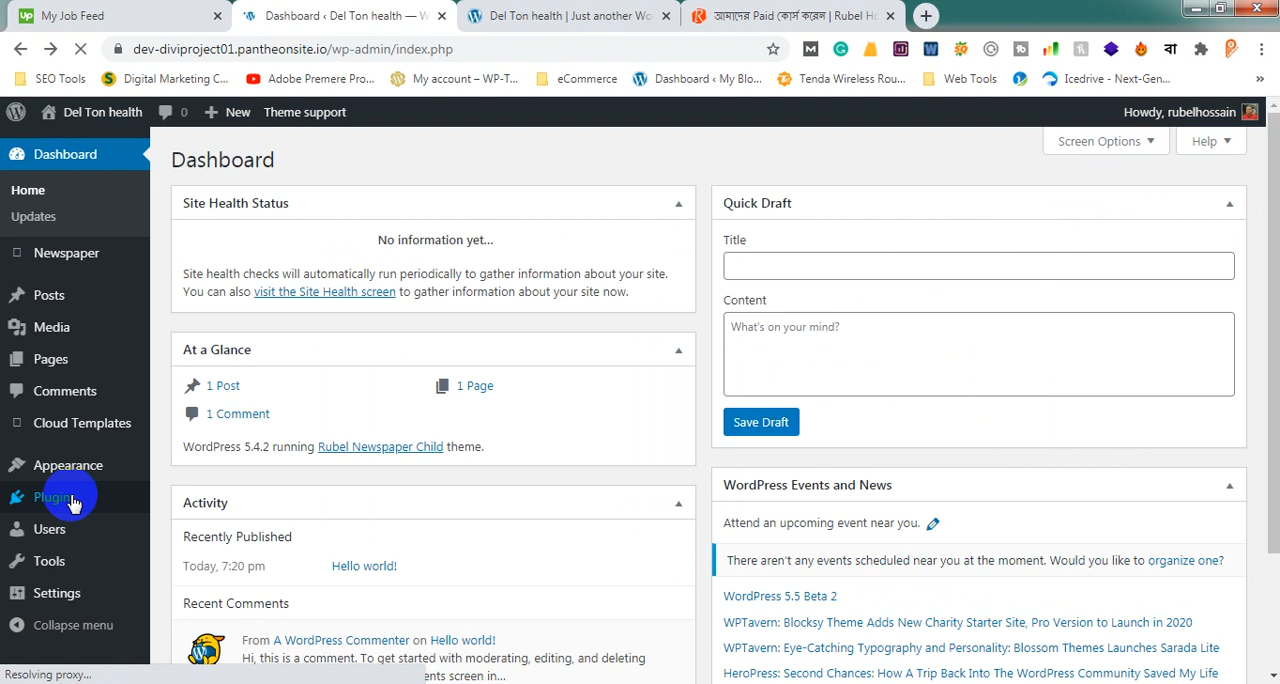 My Job Feed
Dashboard ‹ Del Ton health — W
Del Ton health | Just another Wo
আমাদের Paid কোর্স করেল | Rubel Ho
dev-diviproject01.pantheonsite.io/wp-admin/index.php
SEO Tools
Digital Marketing C...
Adobe Premere Pro...
My account – WP-T...
eCommerce
Dashboard ‹ My Blo...
Tenda Wireless Rou...
Web Tools
Icedrive - Next-Gen...
Del Ton health
0
New
Theme support
Howdy, rubelhossain
Dashboard
Home
Updates
Newspaper
Posts
Media
Pages
Comments
Cloud Templates
Appearance
Plugin
Users
Tools
Settings
Collapse menu
Resolving proxy...
Screen Options
Help
Dashboard
Site Health Status
No information yet...
Site health checks will automatically run periodically to gather information about your site.
You can also visit the Site Health screen to gather information about your site now.
At a Glance
1 Post
1 Page
1 Comment
WordPress 5.4.2 running Rubel Newspaper Child theme.
Activity
Recently Published
Today, 7:20 pm
Hello world!
Recent Comments
From A WordPress Commenter on Hello world!
Hi, this is a comment. To get started with moderating, editing, and deleting
ents screen in...
Quick Draft
Title
Content
What's on your mind?
Save Draft
WordPress Events and News
Attend an upcoming event near you.
There aren't any events scheduled near you at the moment. Would you like to organize one?
WordPress 5.5 Beta 2
WPTavern: Blocksy Theme Adds New Charity Starter Site, Pro Version to Launch in 2020
WPTavern: Eye-Catching Typography and Personality: Blossom Themes Launches Sarada Lite
HeroPress: Second Chances: How A Trip Back Into The WordPress Community Saved My Life